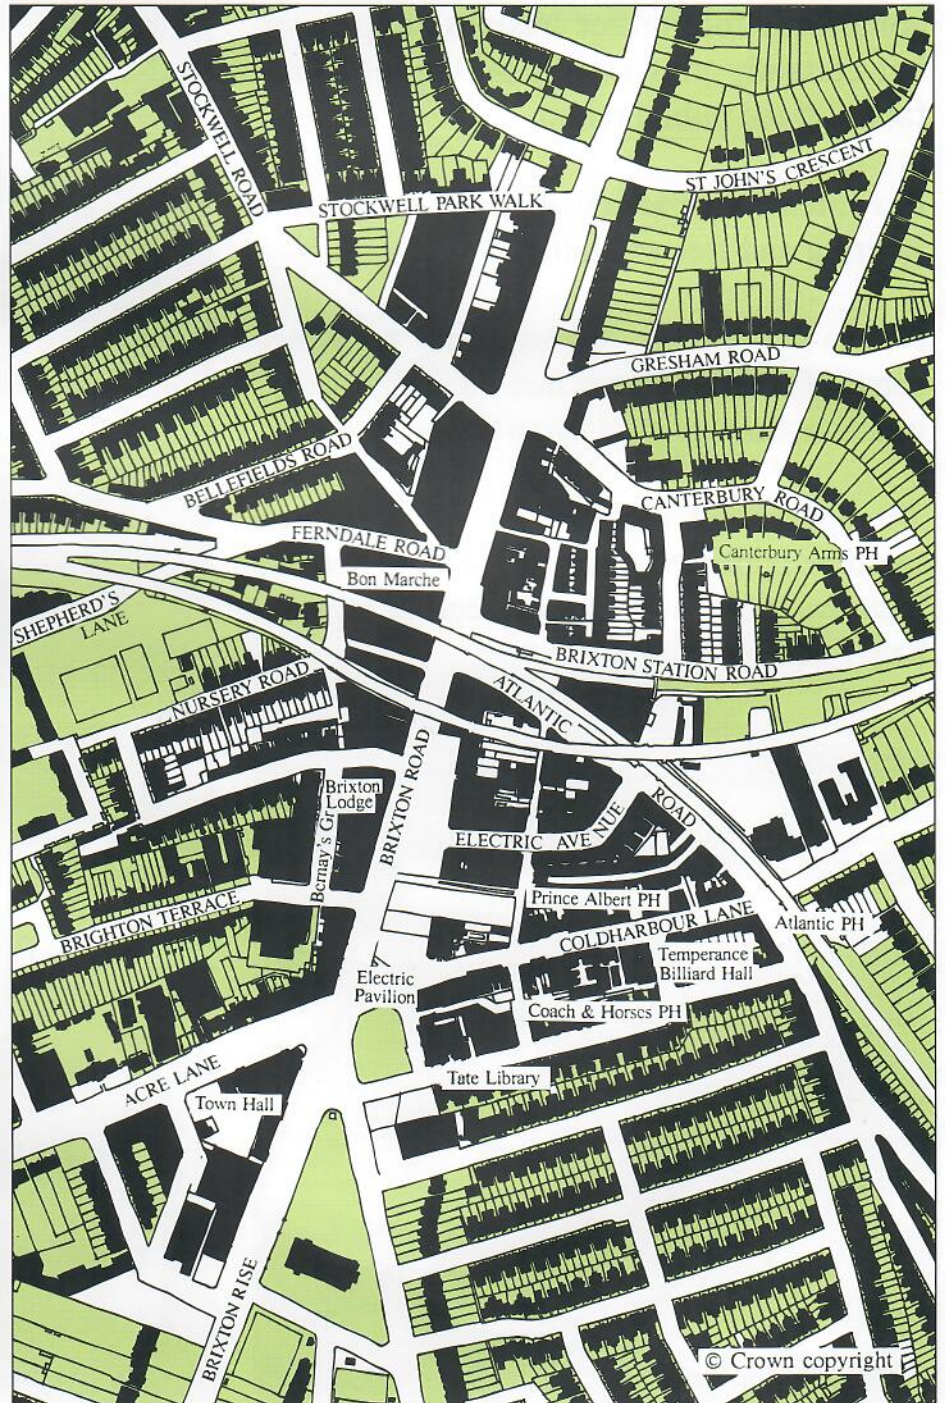 STOCKWELL ROAD
STOCKWELL PARK WALK
ST JOHN'S CRESCENT
GRESHAM ROAD
BELLEFIELDS ROAD
CANTERBURY ROAD
FERNDALE ROAD
Canterbury Arms PH
Bon Marche
SHEPHERD'S
LANE
BRIXTON STATION ROAD
NURSERY ROAD
ATLANTIC
ROAD
BRIXTON ROAD
Brixton
Lodge
Bernay's Gr
ELECTRIC AVENUE
Prince Albert PH
BRIGHTON TERRACE
COLDHARBOUR LANE
Atlantic PH
Temperance
Billiard Hall
Electric
Pavilion
Coach & Horses PH
Tate Library
ACRE LANE
Town Hall
BRIXTON RISE
© Crown copyright